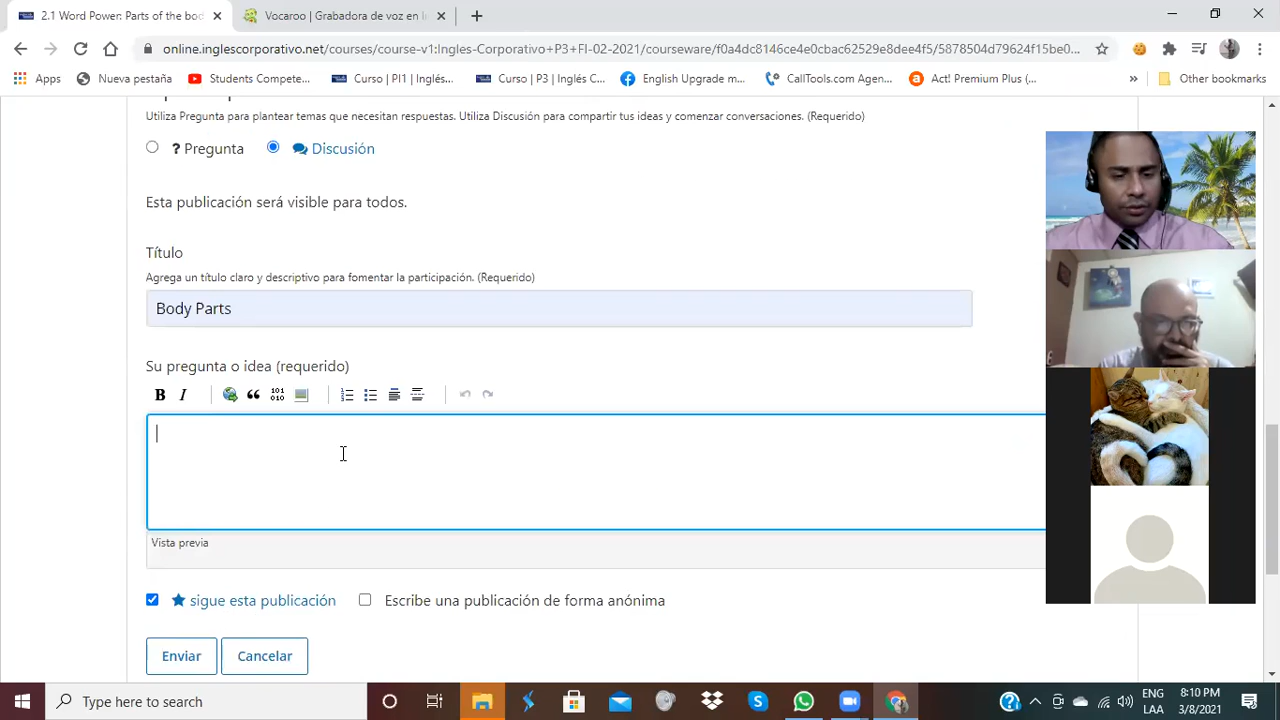 2.1 Word Power: Parts of the bod
Vocaroo | Grabadora de voz en l
online.inglescorporativo.net/courses/course-v1:Ingles-Corporativo+P3+FI-02-2021/courseware/f0a4dc8146ce4e0cbac62529e8dee4f5/5878504d79624f15be0...
Apps
Nueva pestaña
Students Compete...
Curso | PI1 | Inglés...
Curso | P3 | Inglés C...
English Upgrade m...
CallTools.com Agen...
Act! Premium Plus (...
»
Other bookmarks
Utiliza Pregunta para plantear temas que necesitan respuestas. Utiliza Discusión para compartir tus ideas y comenzar conversaciones. (Requerido)
? Pregunta
Discusión
Esta publicación será visible para todos.
Título
Agrega un título claro y descriptivo para fomentar la participación. (Requerido)
Body Parts
Su pregunta o idea (requerido)
B I
101 010
Vista previa
sigue esta publicación
Escribe una publicación de forma anónima
Enviar
Cancelar
Type here to search
ENG
LAA
8:10 PM
3/8/2021